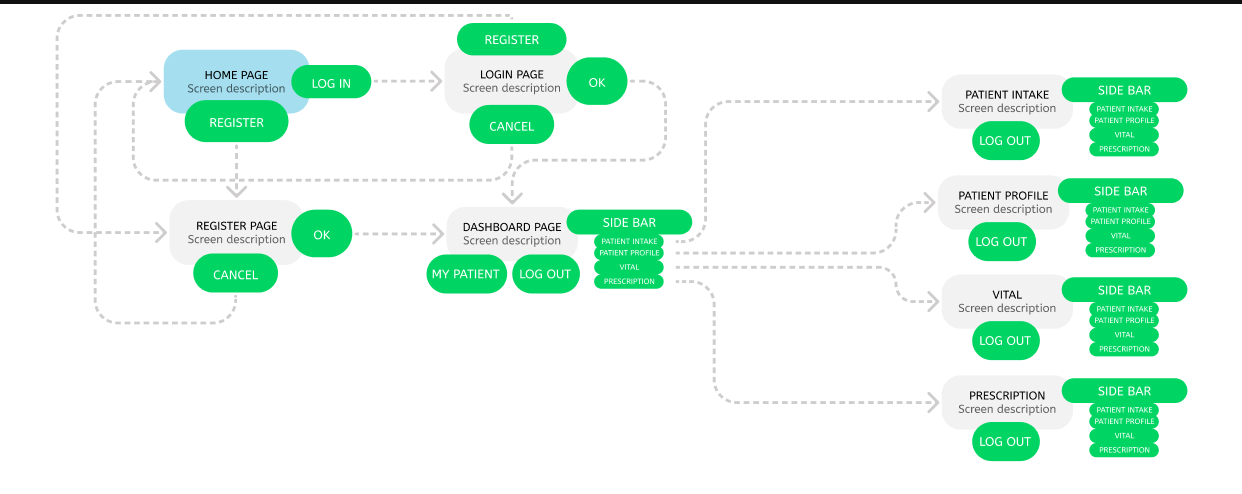 REGISTER
HOME PAGE
Screen description
LOG IN
REGISTER
LOGIN PAGE
Screen description
OK
CANCEL
REGISTER PAGE
Screen description
OK
CANCEL
DASHBOARD PAGE
Screen description
MY PATIENT
LOG OUT
SIDE BAR
PATIENT INTAKE
PATIENT PROFILE
VITAL
PRESCRIPTION
PATIENT INTAKE
Screen description
LOG OUT
SIDE BAR
PATIENT INTAKE
PATIENT PROFILE
VITAL
PRESCRIPTION
PATIENT PROFILE
Screen description
LOG OUT
SIDE BAR
PATIENT INTAKE
PATIENT PROFILE
VITAL
PRESCRIPTION
VITAL
Screen description
LOG OUT
SIDE BAR
PATIENT INTAKE
PATIENT PROFILE
VITAL
PRESCRIPTION
PRESCRIPTION
Screen description
LOG OUT
SIDE BAR
PATIENT INTAKE
PATIENT PROFILE
VITAL
PRESCRIPTION